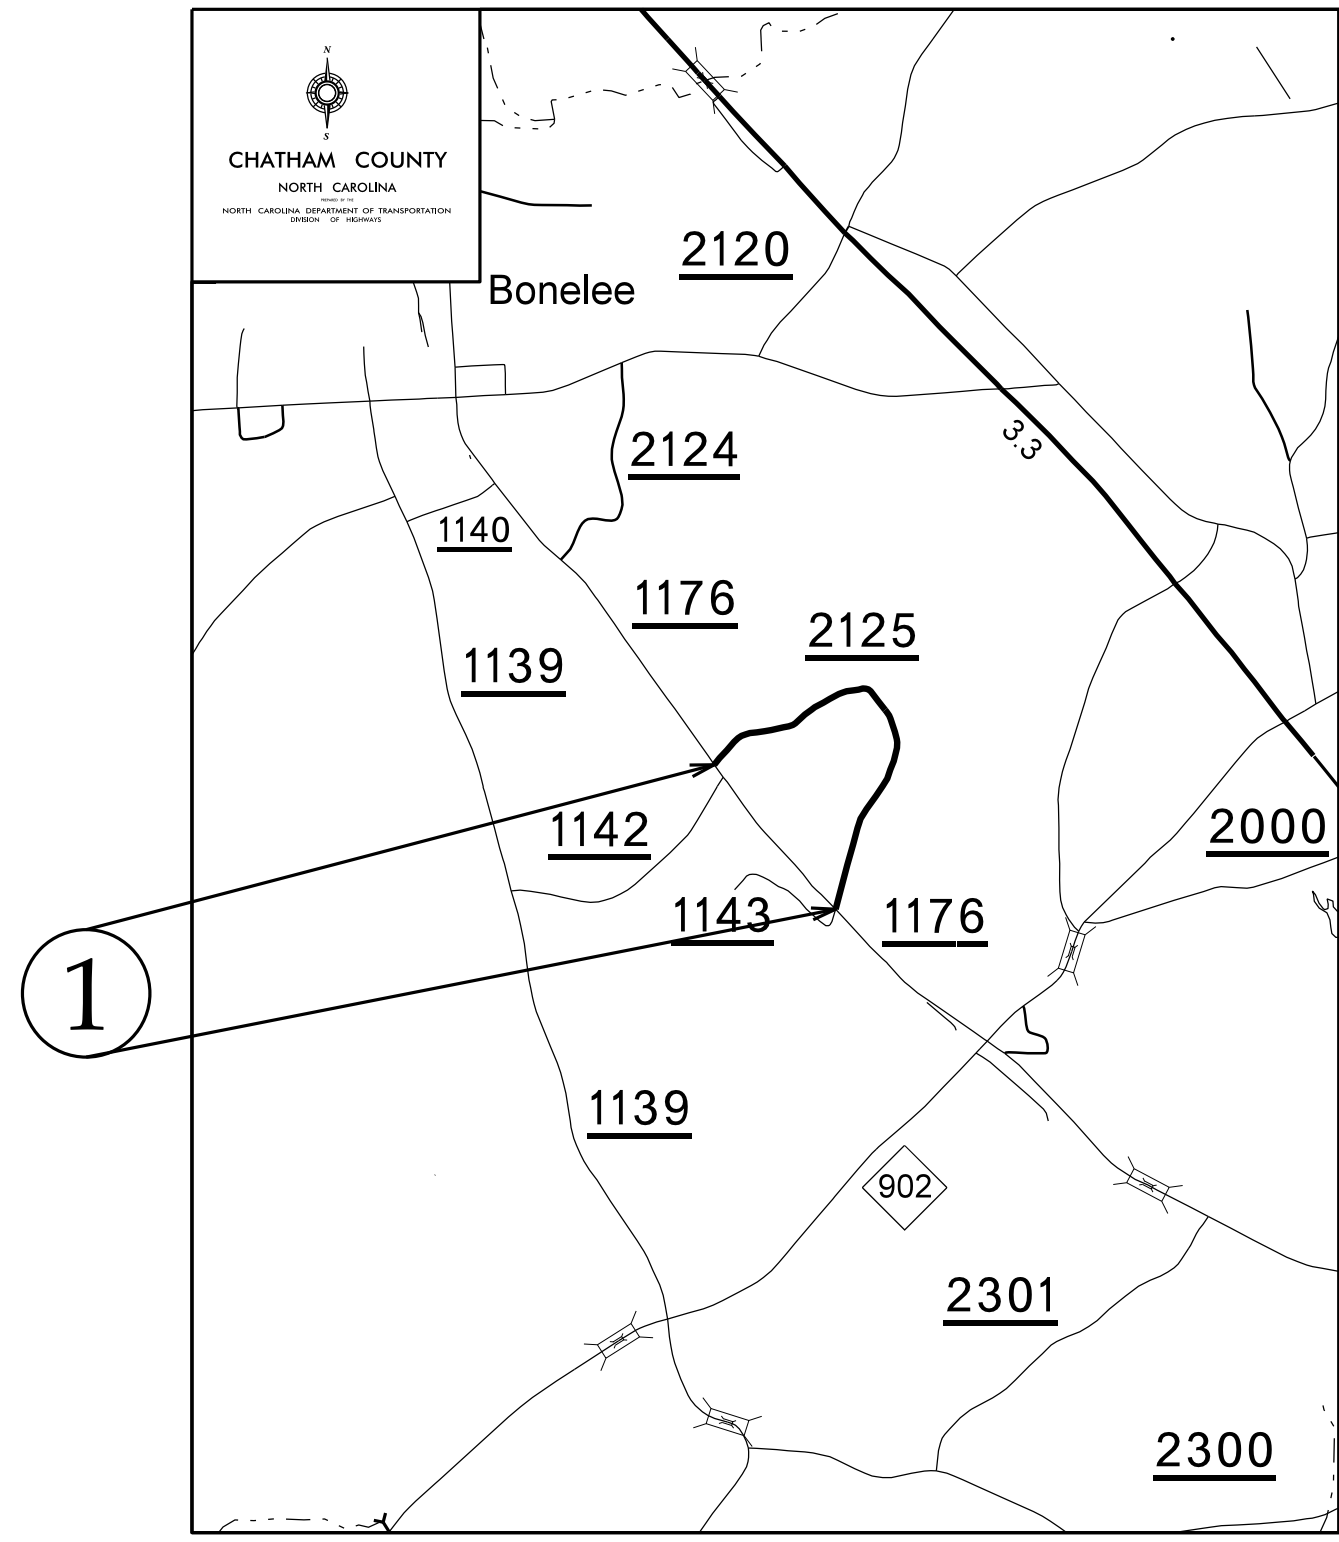 N
S
CHATHAM COUNTY
NORTH CAROLINA
PREPARED BY THE
NORTH CAROLINA DEPARTMENT OF TRANSPORTATION
DIVISION OF HIGHWAYS
2120
Bonelee
3.3
2124
1140
1176
2125
1139
2000
1142
1143
1176
1
1139
902
2301
2300